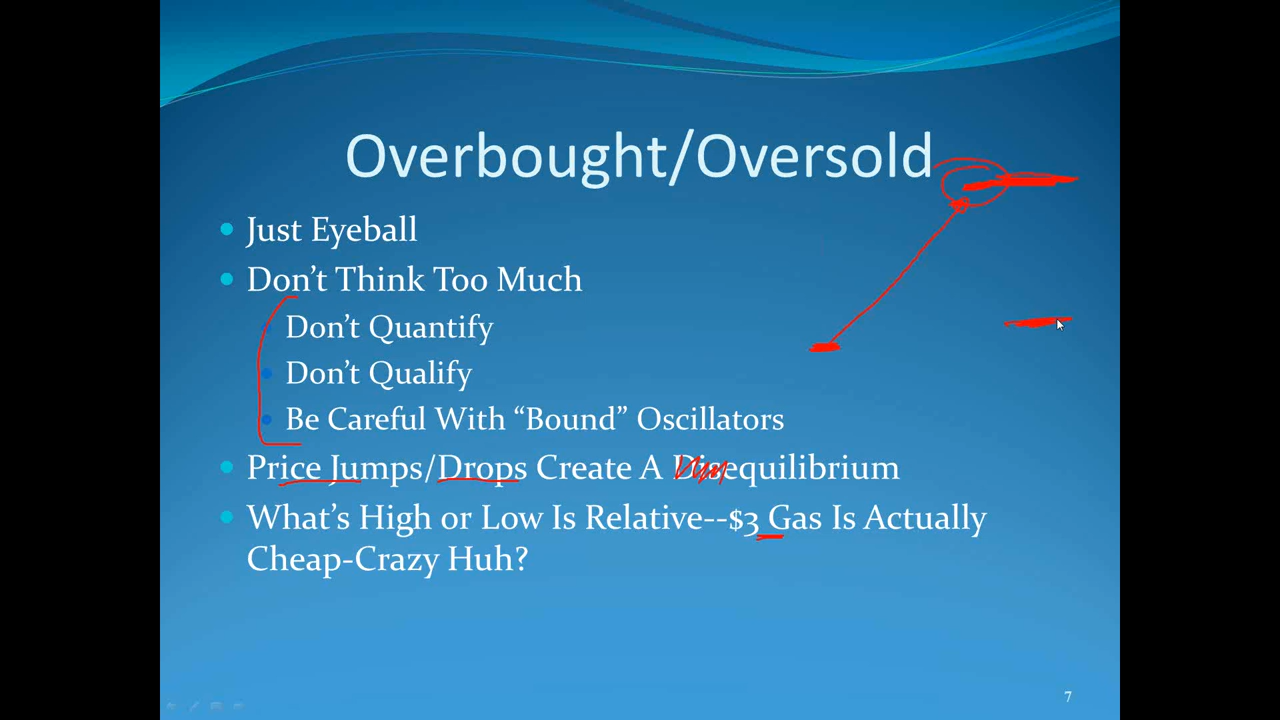 Overbought/Oversold
Just Eyeball
Don't Think Too Much
Don't Quantify
Don't Qualify
Be Careful With “Bound” Oscillators
Price Jumps/Drops Create A Disequilibrium
What's High or Low Is Relative--$3 Gas Is Actually
Cheap-Crazy Huh?
7